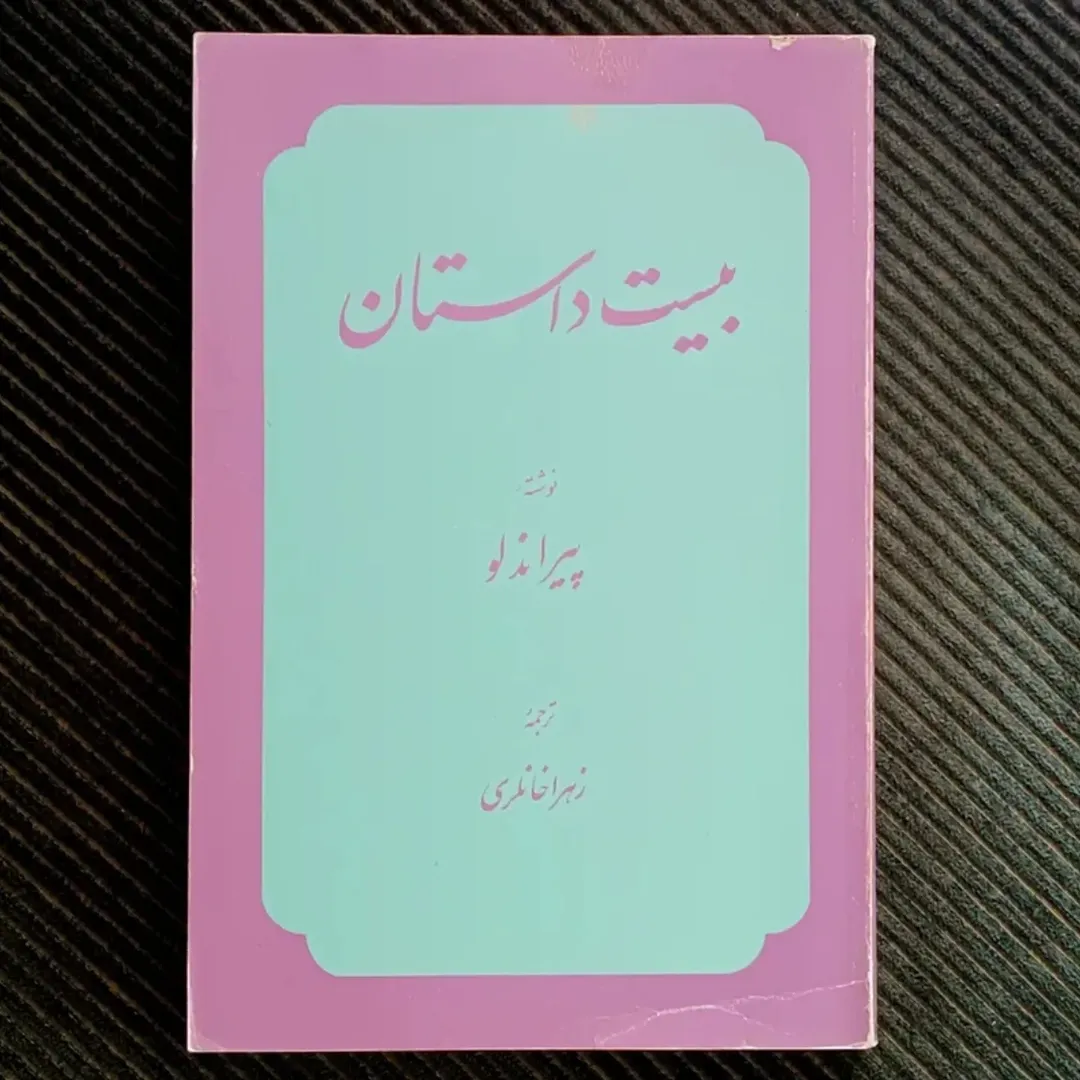 بیست داستان
نوشته
پیراندلو
ترجمهٔ
زهرا خانلری